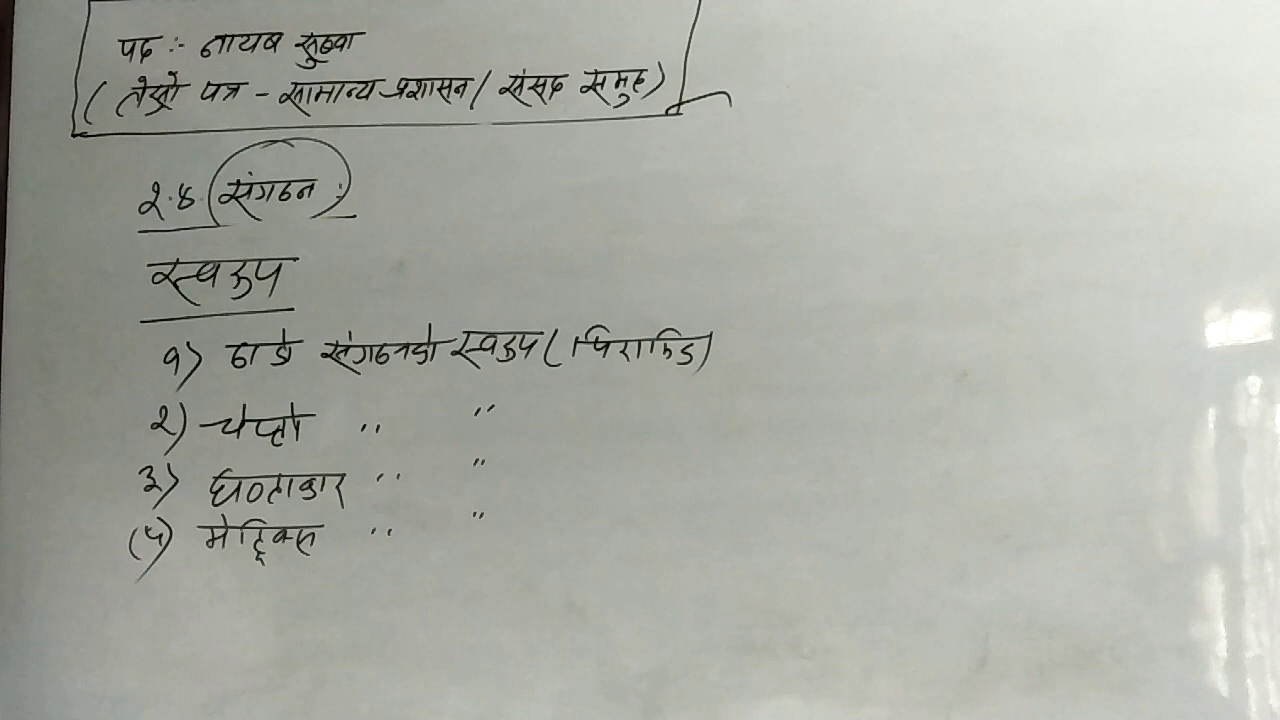 पद :- नायब सुब्बा
( तेस्रो पत्र - सामान्य प्रशासन / संसद समुह )
२.४. संगठन :
स्वरूप
१) ठाडो संगठनको स्वरूप ( पिरामिड )
२) चेप्टो " "
३) घण्टाकार " "
(४) मेट्रिक्स " "